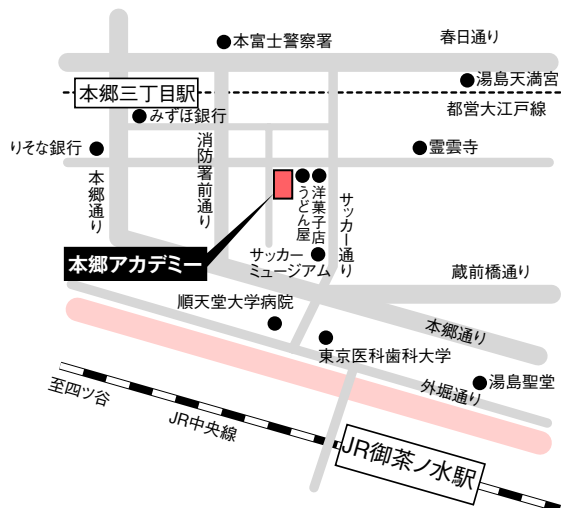 春日通り
本富士警察署
湯島天満宮
本郷三丁目駅
都営大江戸線
みずほ銀行
りそな銀行
消防署前通り
霊雲寺
本郷通り
うどん屋
洋菓子店
サッカー通り
本郷アカデミー
サッカー
ミュージアム
蔵前橋通り
順天堂大学病院
本郷通り
東京医科歯科大学
外堀通り
湯島聖堂
至四ツ谷
JR中央線
JR御茶ノ水駅